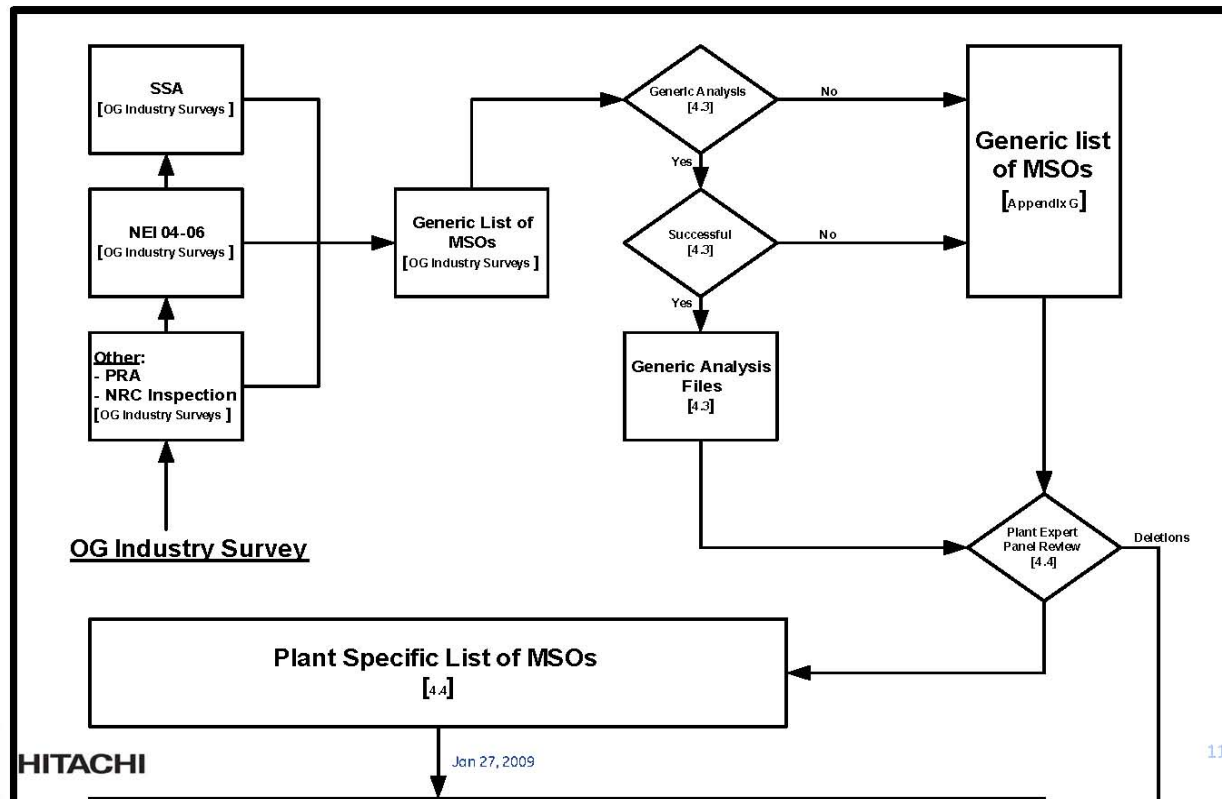 SSA
[OG Industry Surveys ]
NEI 04-06
[OG Industry Surveys ]
Other:
- PRA
- NRC Inspection
[OG Industry Surveys ]
OG Industry Survey
Generic List of
MSOs
[OG Industry Surveys ]
Generic Analysis
[4.3]
No
Yes
Successful
[4.3]
No
Yes
Generic Analysis
Files
[4.3]
Generic list
of MSOs
[Appendix G]
Plant Expert
Panel Review
[4.4]
Deletions
Plant Specific List of MSOs
[4.4]
HITACHI
Jan 27, 2009
11